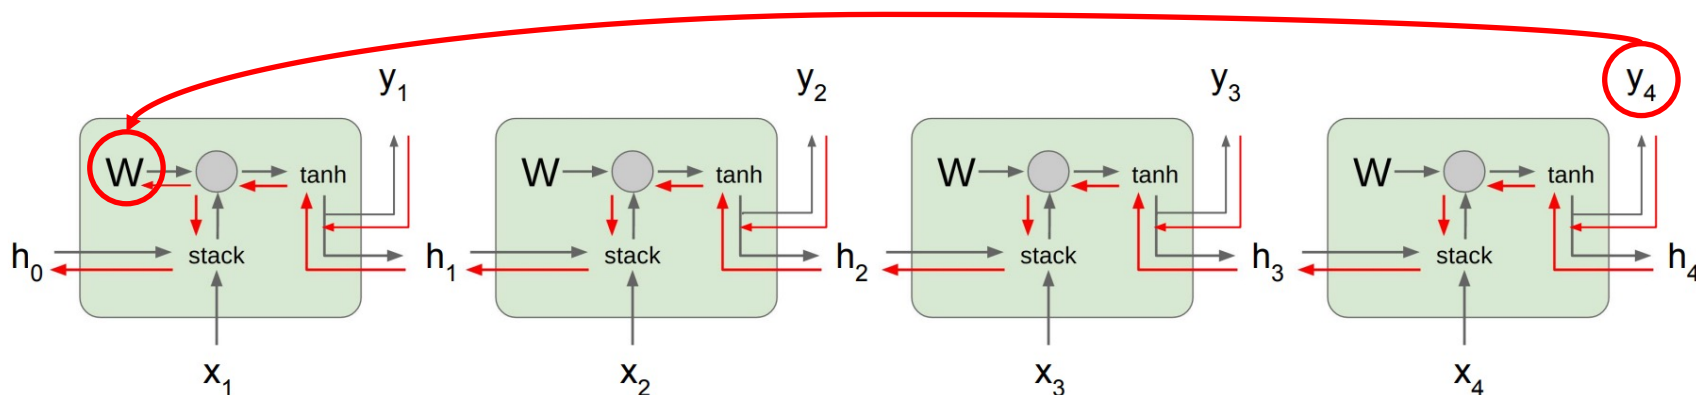 y1 y2 y3 y4
W tanh W tanh W tanh W tanh
h0 stack h1 stack h2 stack h3 stack h4
x1 x2 x3 x4